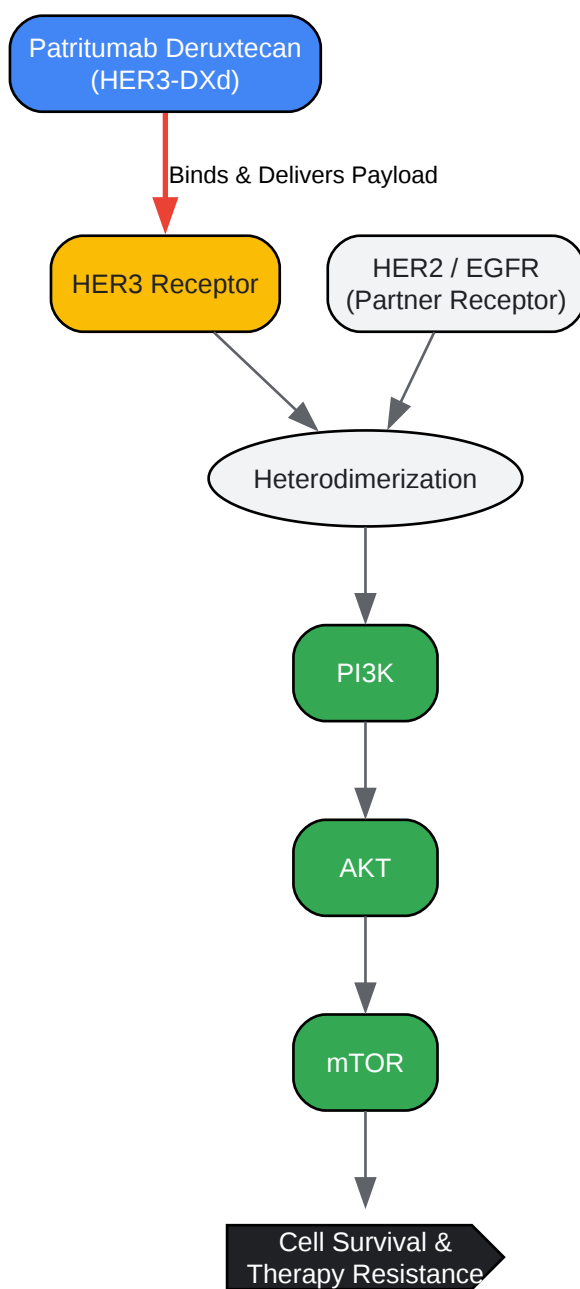 Patritumab Deruxtecan
(HER3-DXd)
Binds & Delivers Payload
HER3 Receptor
HER2 / EGFR
(Partner Receptor)
Heterodimerization
PI3K
AKT
mTOR
Cell Survival &
Therapy Resistance